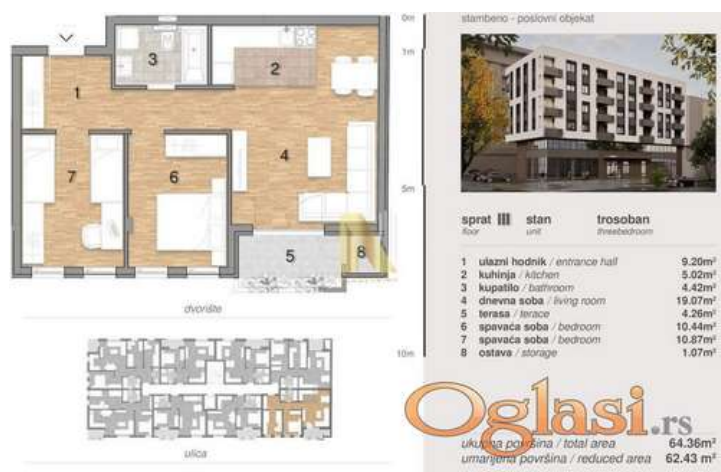 3
2
1
4
7
6
5
8
dvorište
ulica
0m
1m
5m
10m
stambeno - poslovni objekat
sprat III stan trosoban
floor unit threebedroom
1 ulazni hodnik / entrance hall 9.20m²
2 kuhinja / kitchen 5.02m²
3 kupatilo / bathroom 4.42m²
4 dnevna soba / living room 19.07m²
5 terasa / terace 4.26m²
6 spavaća soba / bedroom 10.44m²
7 spavaća soba / bedroom 10.87m²
8 ostava / storage 1.07m²
Oglasi.rs
ukupna površina / total area 64.36m²
umanjena površina / reduced area 62.43 m²